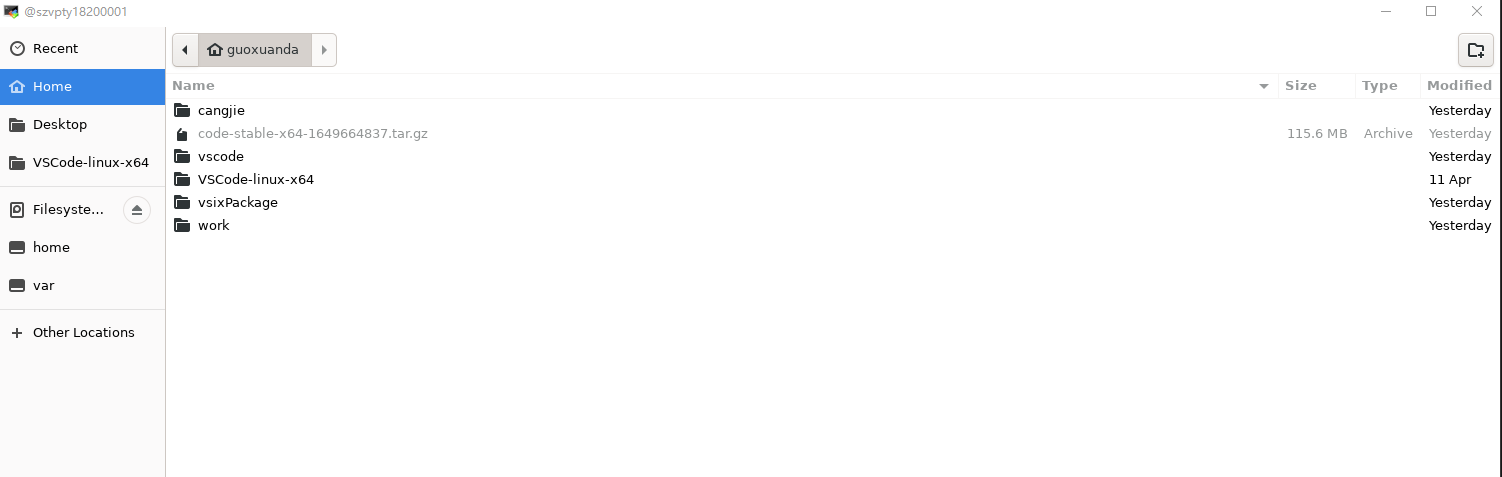 @szvpty18200001
Recent
Home
Desktop
VSCode-linux-x64
Filesyste...
home
var
Other Locations
guoxuanda
Name Size Type Modified
cangjie Yesterday
code-stable-x64-1649664837.tar.gz 115.6 MB Archive Yesterday
vscode Yesterday
VSCode-linux-x64 11 Apr
vsixPackage Yesterday
work Yesterday